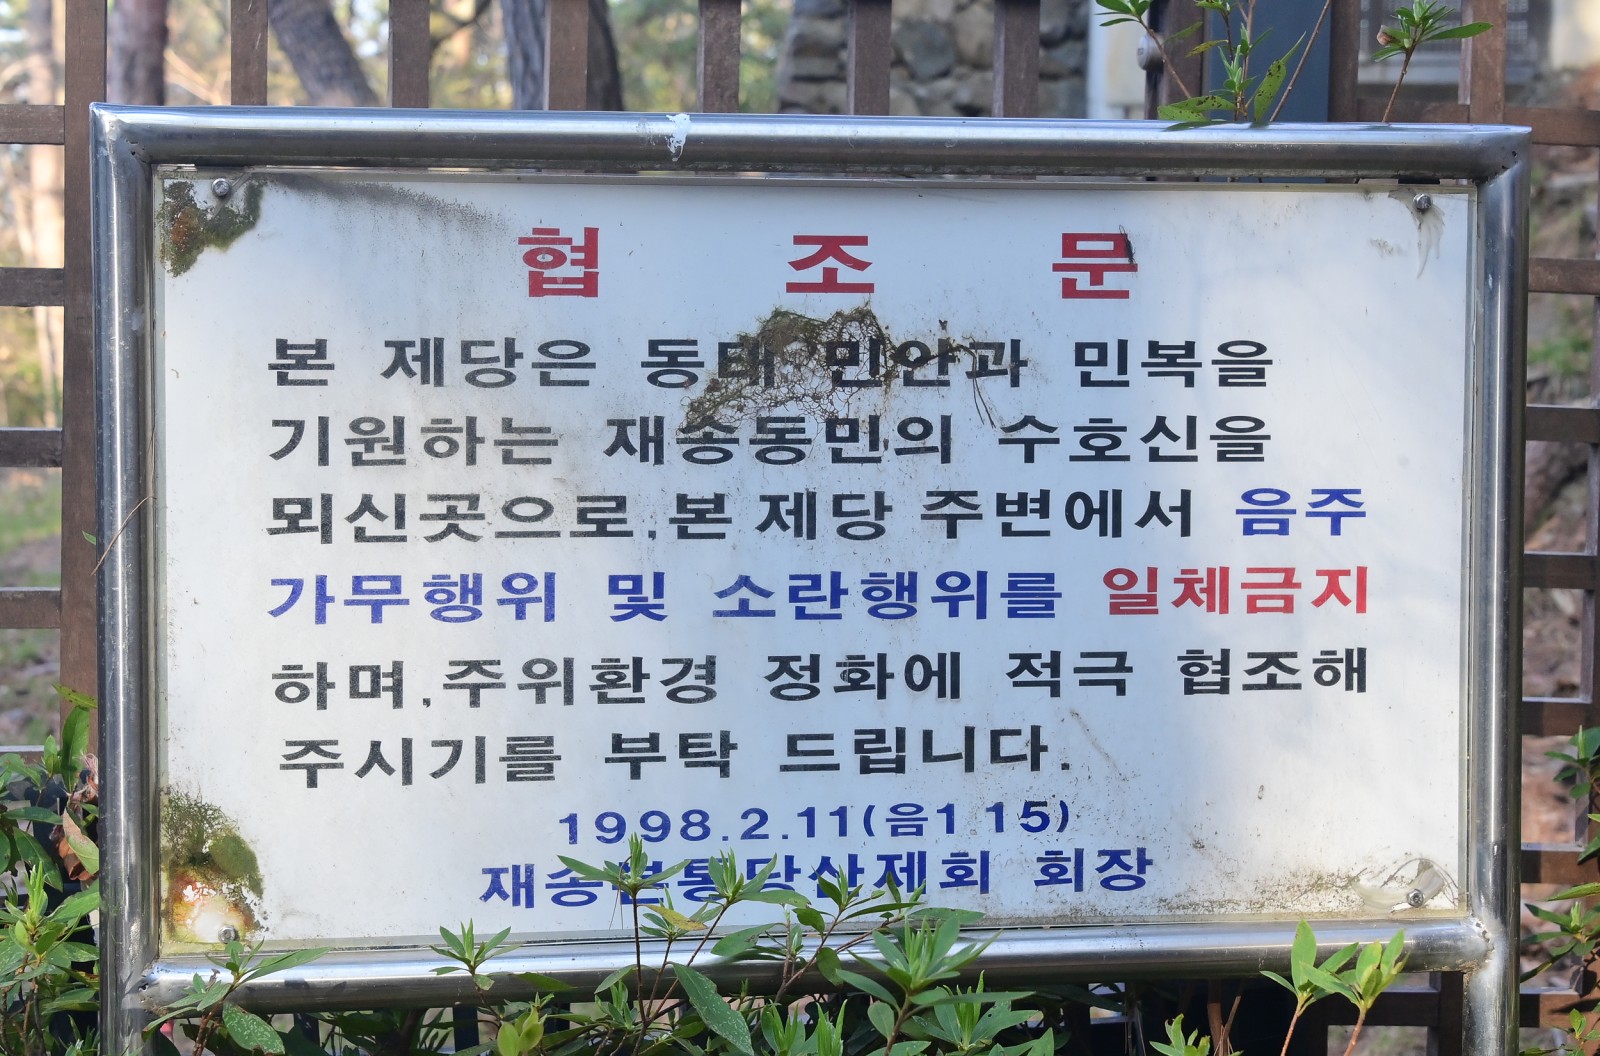 협 조 문
본 제당은 동태 민안과 민복을
기원하는 재송동민의 수호신을
뫼신곳으로,본 제당 주변에서 음주
가무행위 및 소란행위를 일체금지
하며,주위환경 정화에 적극 협조해
주시기를 부탁 드립니다.
1998.2.11(음1 15)
재송본통당산제회 회장